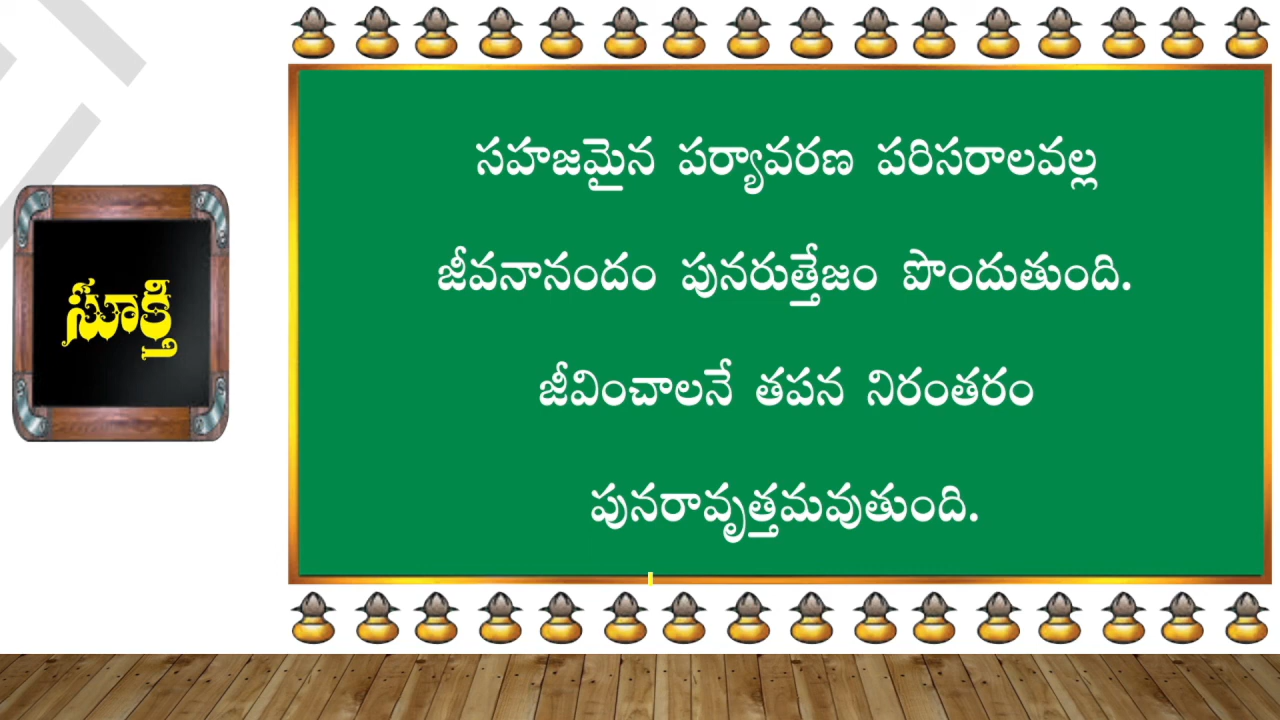 సూక్తి
సహజమైన పర్యావరణ పరిసరాలవల్ల
జీవనానందం పునరుత్తేజం పొందుతుంది.
జీవించాలనే తపన నిరంతరం
పునరావృత్తమవుతుంది.